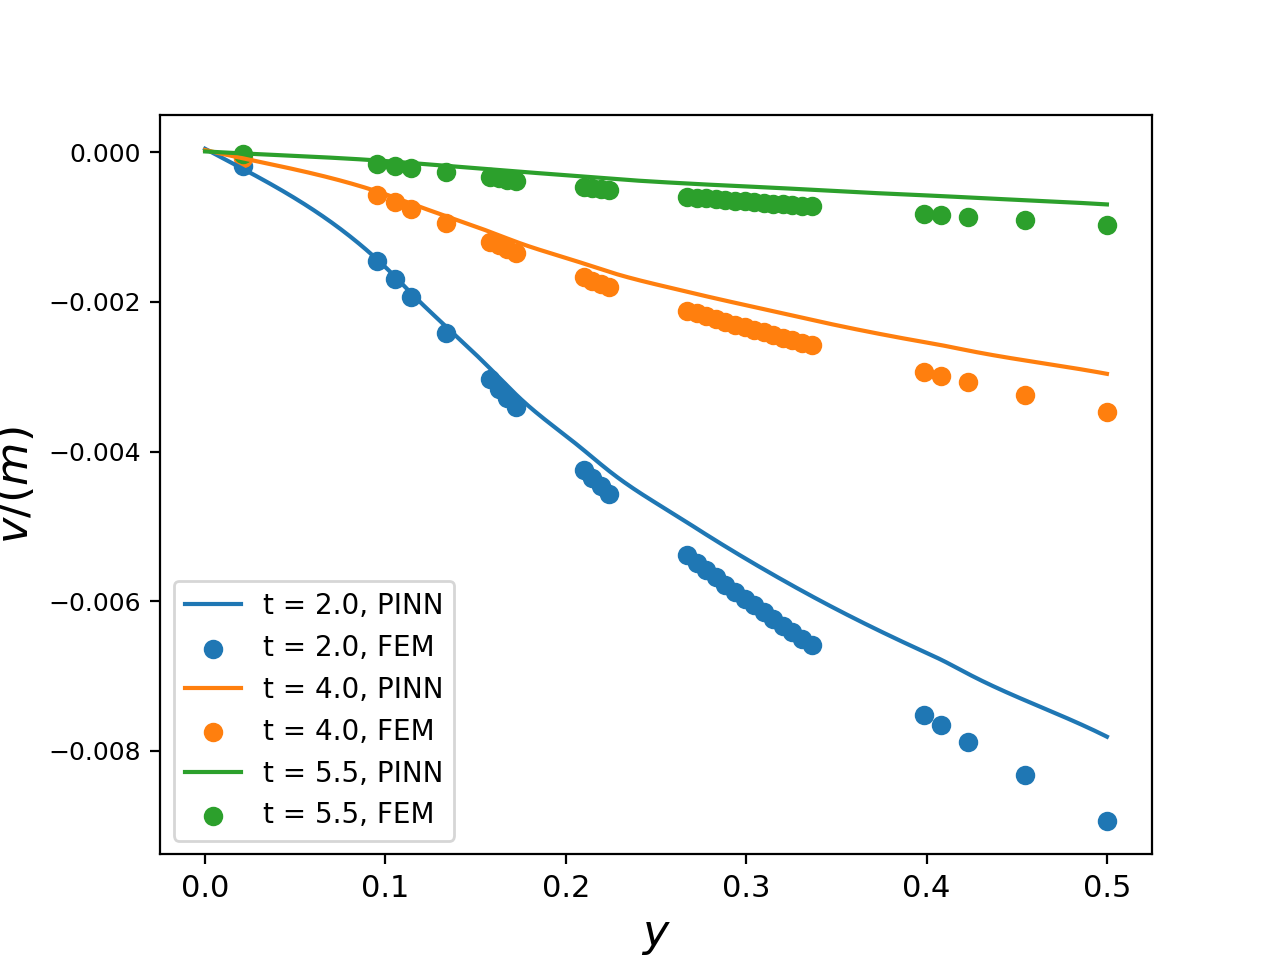 0.000
−0.002
−0.004
−0.006
−0.008
v/(m)
t = 2.0, PINN
t = 2.0, FEM
t = 4.0, PINN
t = 4.0, FEM
t = 5.5, PINN
t = 5.5, FEM
0.0 0.1 0.2 0.3 0.4 0.5
y